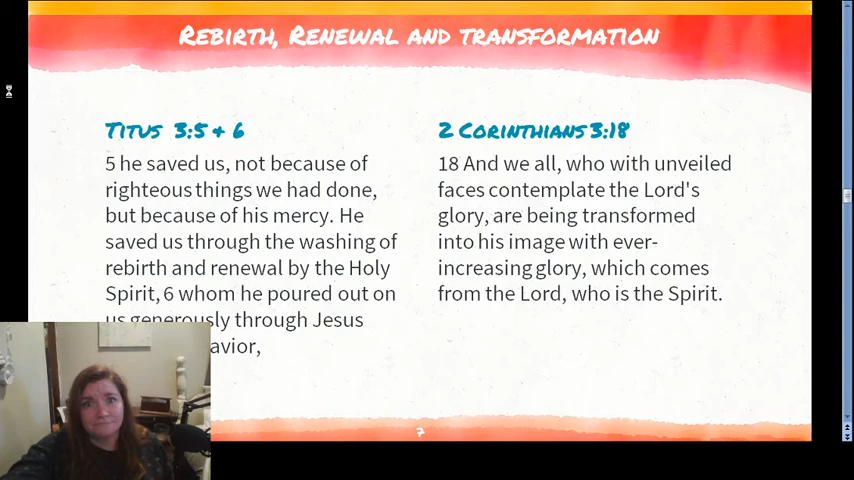 Rebirth, Renewal and transformation
Titus 3:5 & 6
5 he saved us, not because of
righteous things we had done,
but because of his mercy. He
saved us through the washing of
rebirth and renewal by the Holy
Spirit, 6 whom he poured out on
us generously through Jesus
avior,
2 Corinthians 3:18
18 And we all, who with unveiled
faces contemplate the Lord's
glory, are being transformed
into his image with ever-
increasing glory, which comes
from the Lord, who is the Spirit.
7